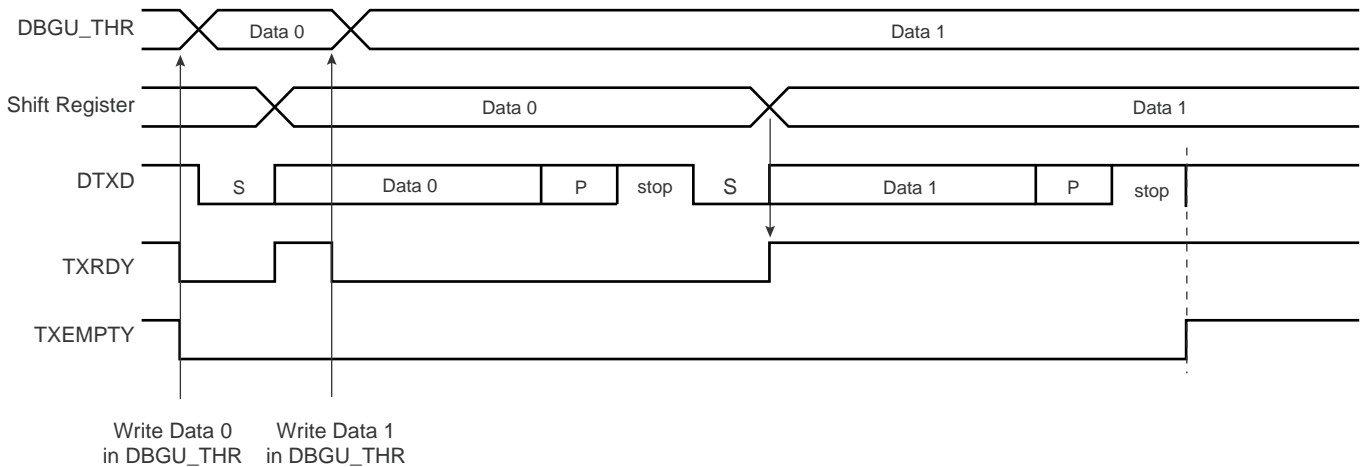 DBGU_THR Data 0 Data 1
Shift Register Data 0 Data 1
DTXD S Data 0 P stop S Data 1 P stop
TXRDY
TXEMPTY
Write Data 0
in DBGU_THR
Write Data 1
in DBGU_THR